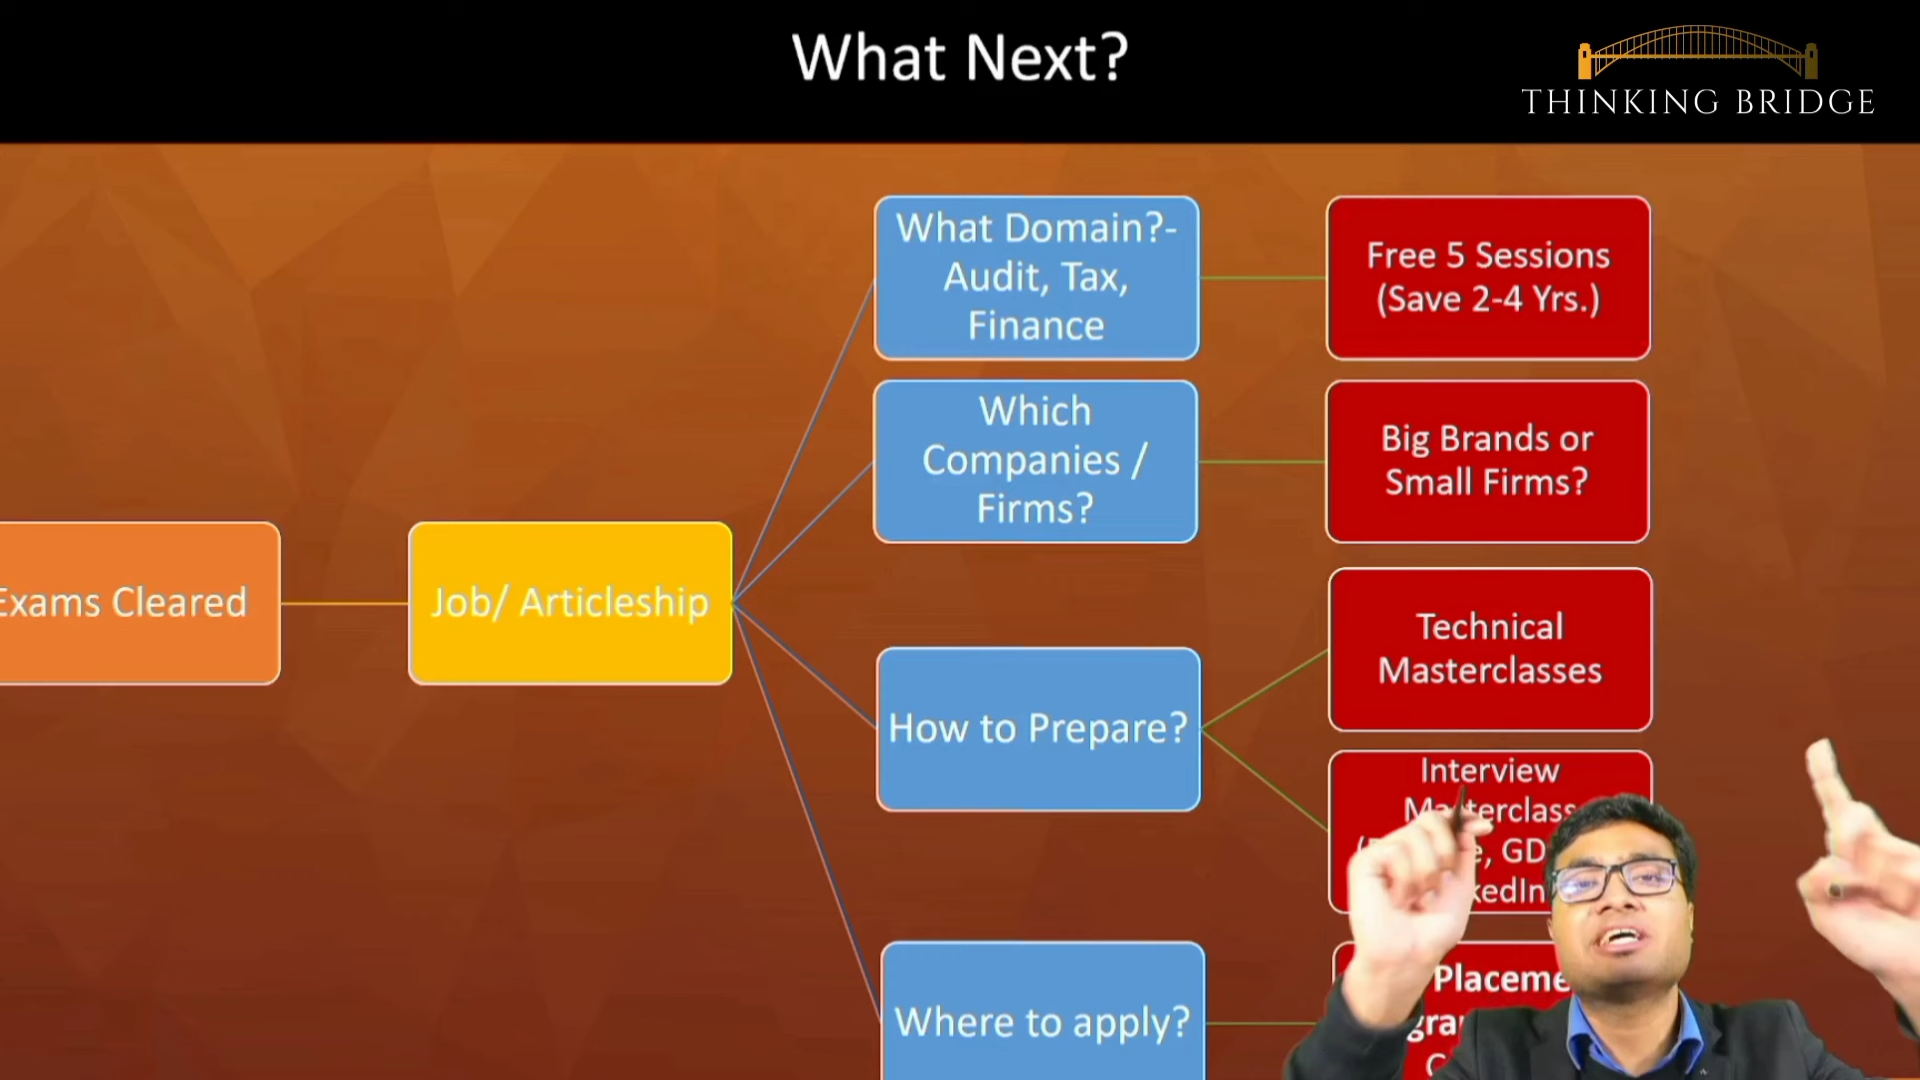 What Next?
THINKING BRIDGE
Exams Cleared
Job/ Articleship
What Domain?-
Audit, Tax,
Finance
Free 5 Sessions
(Save 2-4 Yrs.)
Which
Companies /
Firms?
Big Brands or
Small Firms?
How to Prepare?
Technical
Masterclasses
Interview
GD
Where to apply?